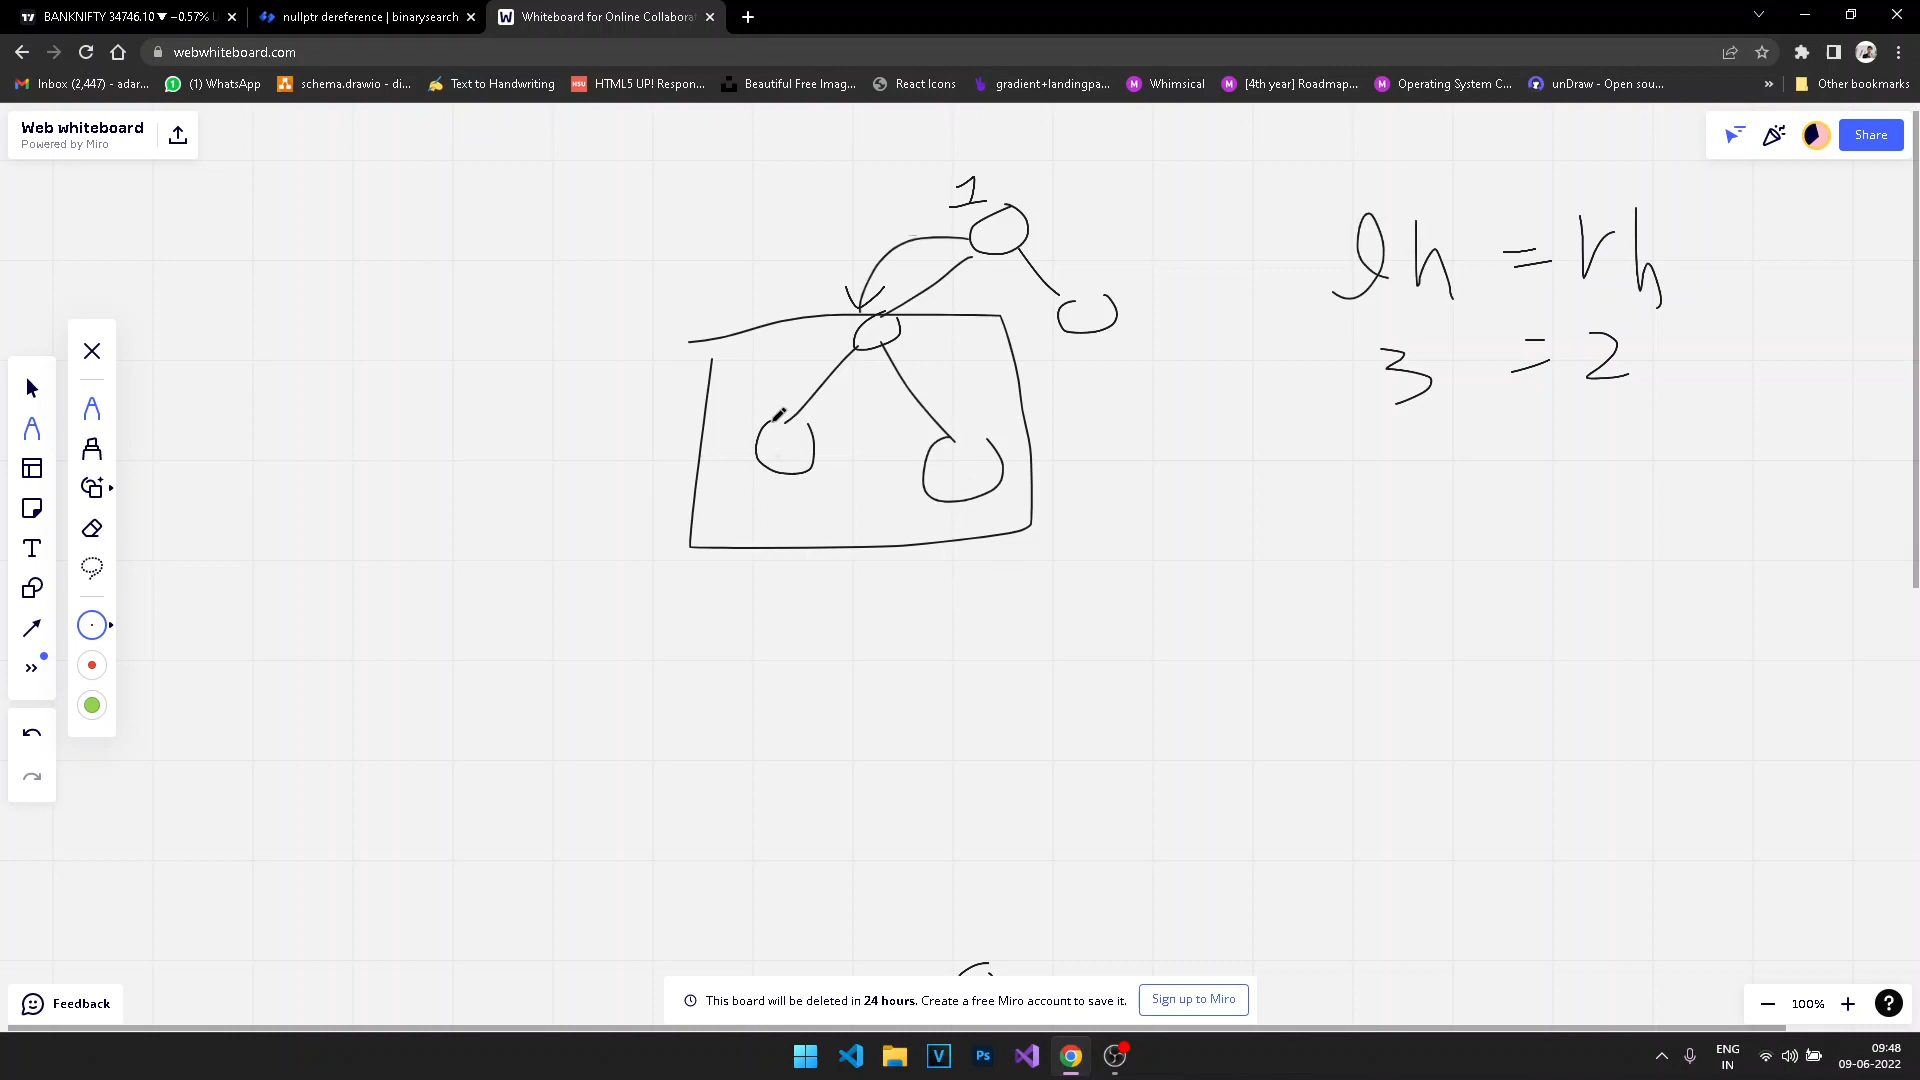 BANKNIFTY 34746.10 ▼ −0.57% U
nullptr dereference | binarysearch
Whiteboard for Online Collabora
webwhiteboard.com
Inbox (2,447) - adar...
(1) WhatsApp
schema.drawio - di...
Text to Handwriting
HTML5 UP! Respon...
Beautiful Free Imag...
React Icons
gradient+landingpa...
Whimsical
[4th year] Roadmap...
Operating System C...
unDraw - Open sou...
»
Other bookmarks
Web whiteboard
Powered by Miro
Share
1
lh = rh
3 = 2
This board will be deleted in 24 hours. Create a free Miro account to save it.
Sign up to Miro
Feedback
100%
ENG
IN
09:48
09-06-2022